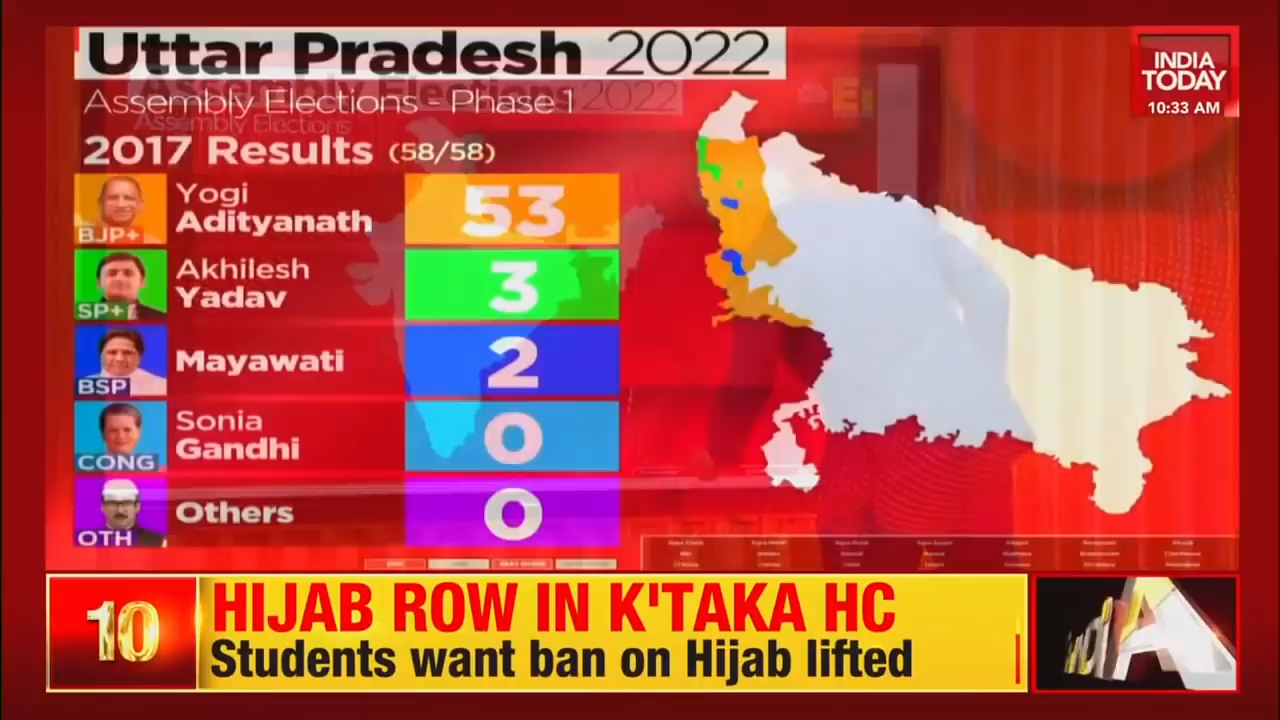 Uttar Pradesh 2022
Assembly Elections - Phase 1
2017 Results (58/58)
Yogi
Adityanath
BJP+
53
Akhilesh
Yadav
SP+
3
Mayawati
BSP
2
Sonia
Gandhi
CONG
0
Others
OTH
0
INDIA
TODAY
10:33 AM
10
HIJAB ROW IN K'TAKA HC
Students want ban on Hijab lifted